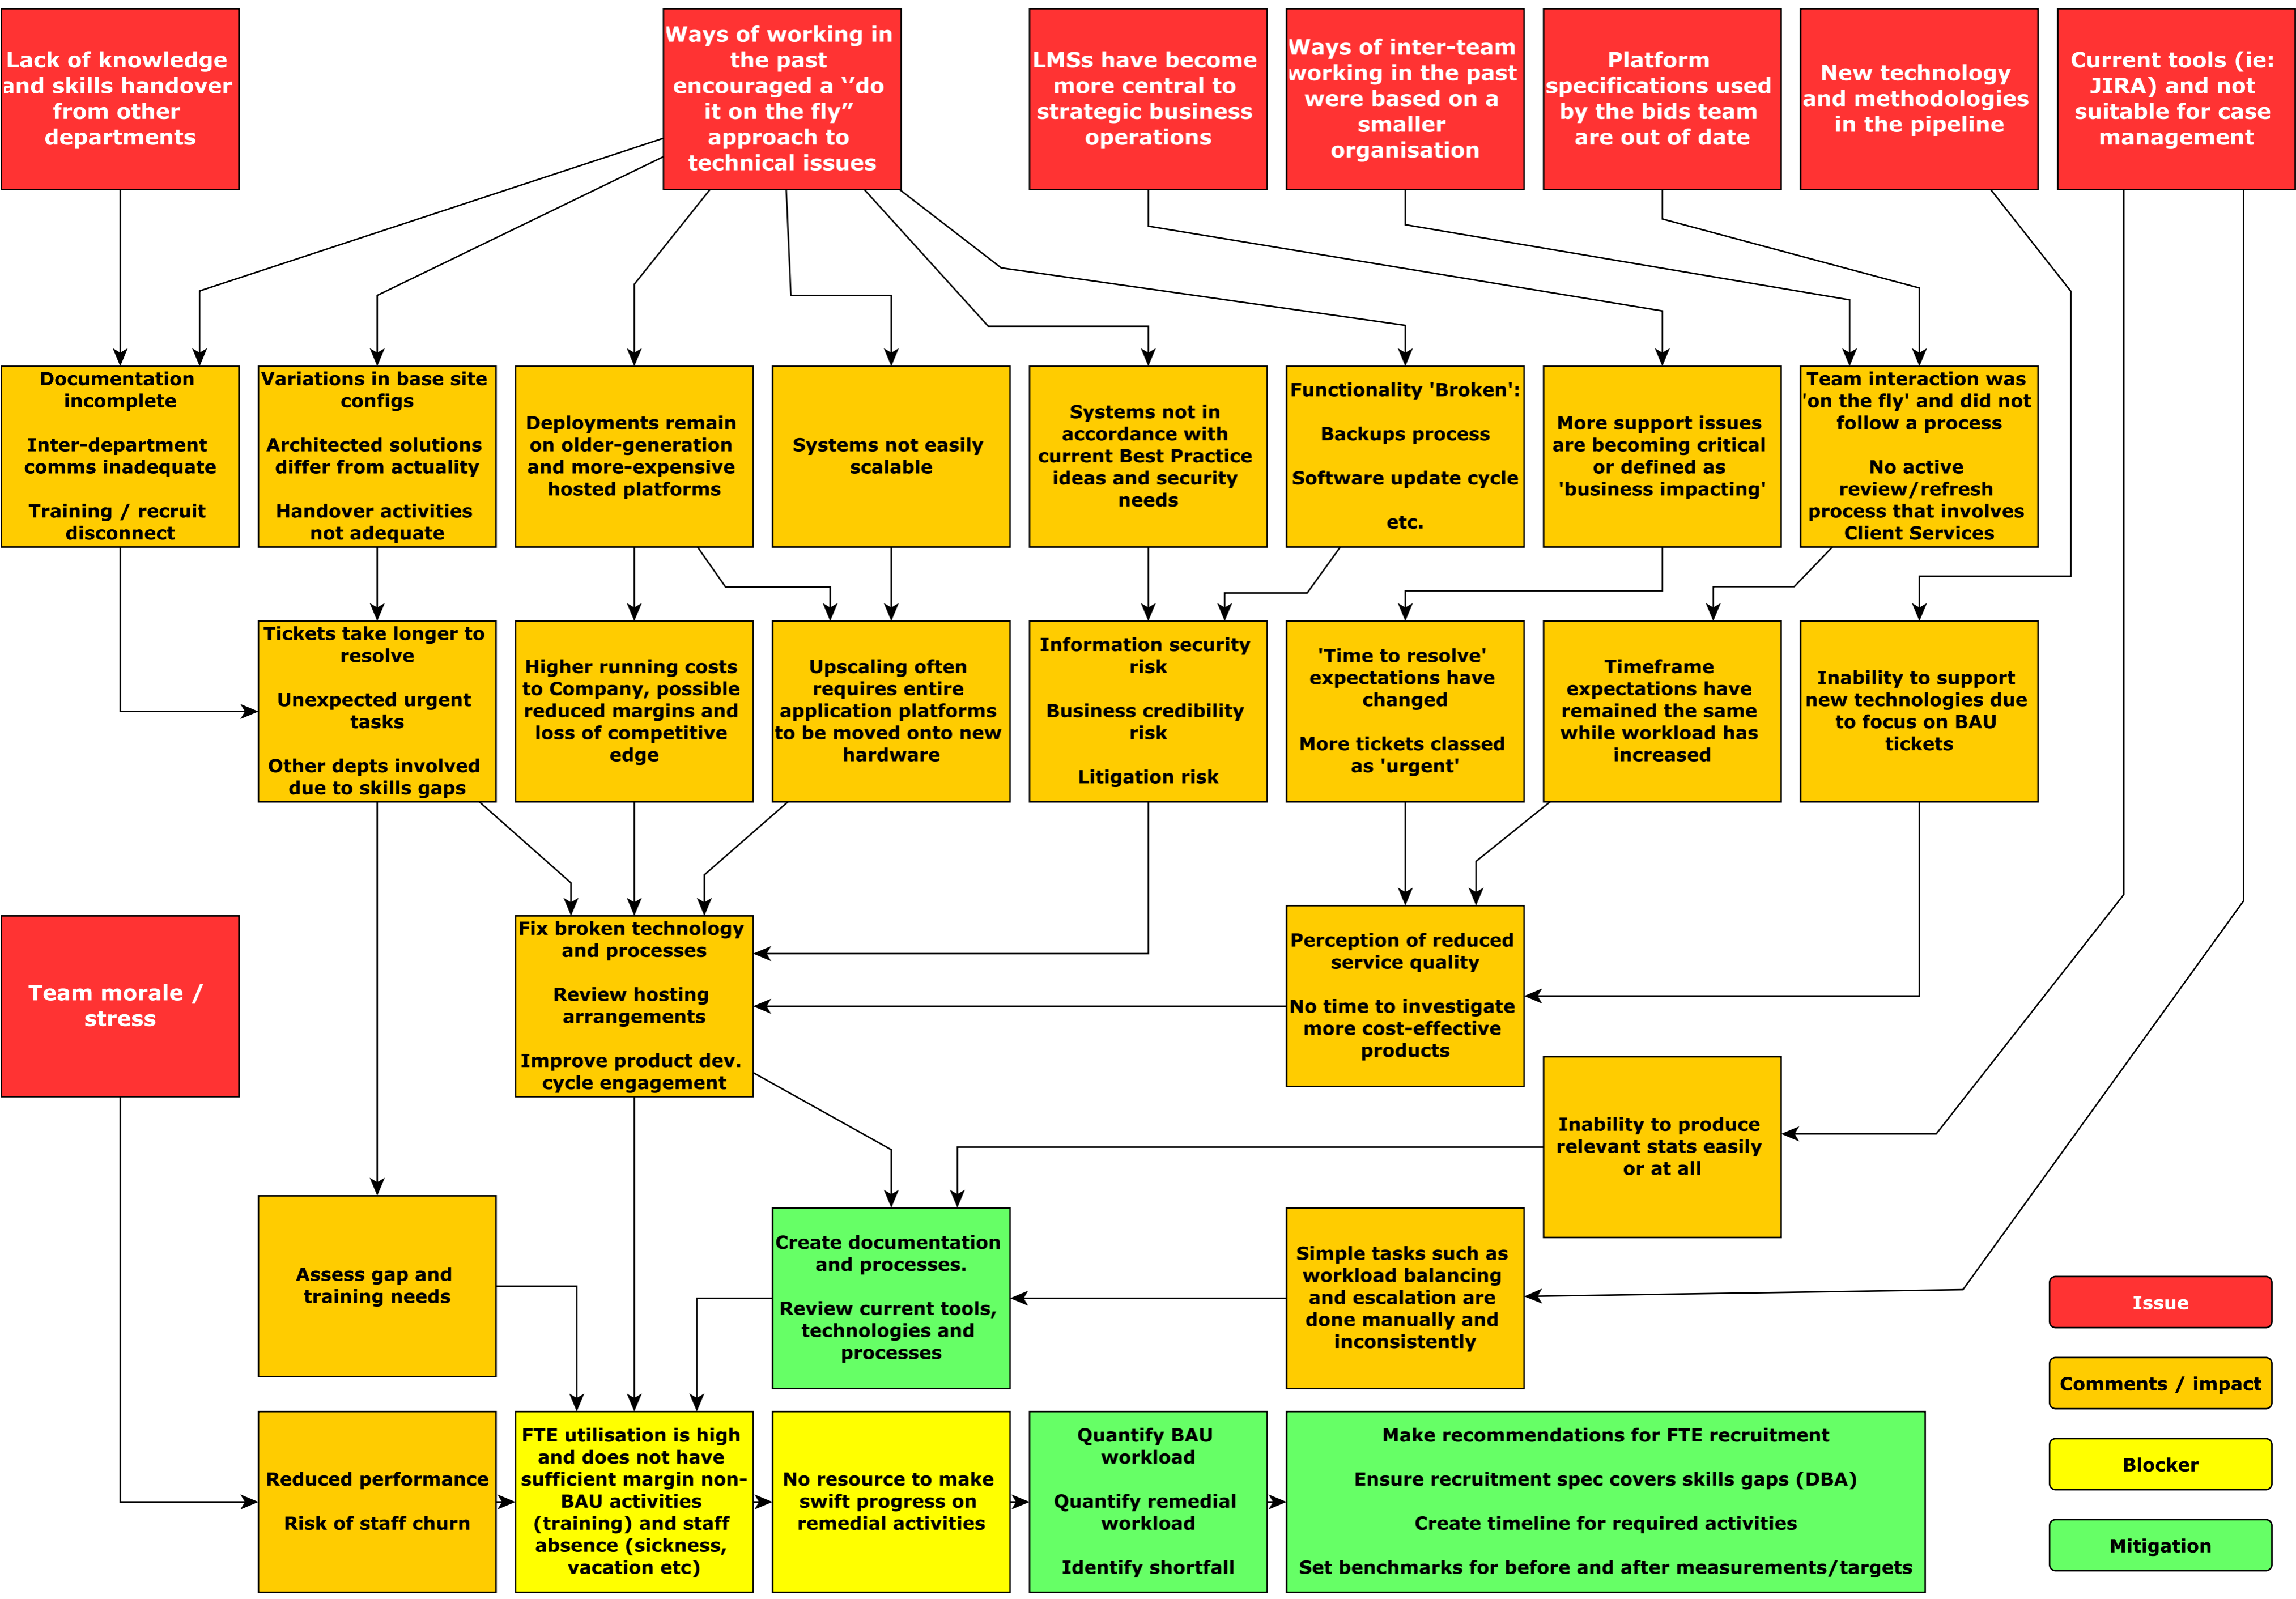 Lack of knowledge
and skills handover
from other
departments
Ways of working in
the past
encouraged a ‘’do
it on the fly”
approach to
technical issues
LMSs have become
more central to
strategic business
operations
Ways of inter-team
working in the past
were based on a
smaller
organisation
Platform
specifications used
by the bids team
are out of date
New technology
and methodologies
in the pipeline
Current tools (ie:
JIRA) and not
suitable for case
management
Documentation
incomplete
Inter-department
comms inadequate
Training / recruit
disconnect
Variations in base site
configs
Architected solutions
differ from actuality
Handover activities
not adequate
Deployments remain
on older-generation
and more-expensive
hosted platforms
Systems not easily
scalable
Systems not in
accordance with
current Best Practice
ideas and security
needs
Functionality 'Broken':
Backups process
Software update cycle
etc.
More support issues
are becoming critical
or defined as
'business impacting'
Team interaction was
'on the fly' and did not
follow a process
No active
review/refresh
process that involves
Client Services
Tickets take longer to
resolve
Unexpected urgent
tasks
Other depts involved
due to skills gaps
Higher running costs
to Company, possible
reduced margins and
loss of competitive
edge
Upscaling often
requires entire
application platforms
to be moved onto new
hardware
Information security
risk
Business credibility
risk
Litigation risk
'Time to resolve'
expectations have
changed
More tickets classed
as 'urgent'
Timeframe
expectations have
remained the same
while workload has
increased
Inability to support
new technologies due
to focus on BAU
tickets
Team morale /
stress
Fix broken technology
and processes
Review hosting
arrangements
Improve product dev.
cycle engagement
Perception of reduced
service quality
No time to investigate
more cost-effective
products
Inability to produce
relevant stats easily
or at all
Assess gap and
training needs
Create documentation
and processes.
Review current tools,
technologies and
processes
Simple tasks such as
workload balancing
and escalation are
done manually and
inconsistently
Reduced performance
Risk of staff churn
FTE utilisation is high
and does not have
sufficient margin non-
BAU activities
(training) and staff
absence (sickness,
vacation etc)
No resource to make
swift progress on
remedial activities
Quantify BAU
workload
Quantify remedial
workload
Identify shortfall
Make recommendations for FTE recruitment
Ensure recruitment spec covers skills gaps (DBA)
Create timeline for required activities
Set benchmarks for before and after measurements/targets
Issue
Comments / impact
Blocker
Mitigation